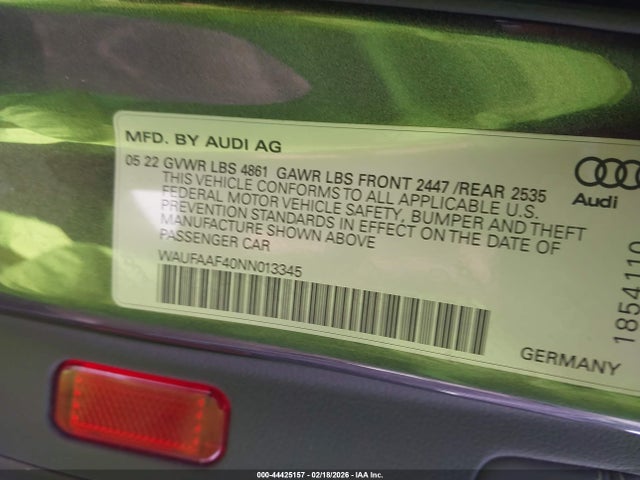 MFD. BY AUDI AG
05 22 GVWR LBS 4861 GAWR LBS FRONT 2447 /REAR 2535
THIS VEHICLE CONFORMS TO ALL APPLICABLE U.S.
FEDERAL MOTOR VEHICLE SAFETY, BUMPER AND THEFT
PREVENTION STANDARDS IN EFFECT ON THE DATE OF
MANUFACTURE SHOWN ABOVE
PASSENGER CAR
WAUFAAF40NN013345
Audi
1854110
GERMANY
000-44425157 - 02/18/2026 - IAA Inc.